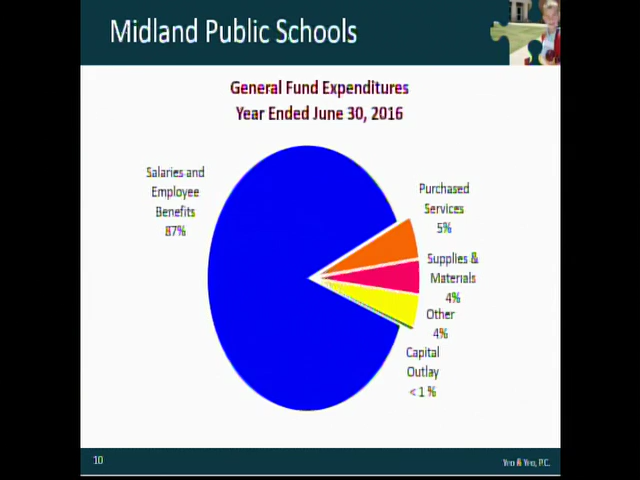 Midland Public Schools
General Fund Expenditures
Year Ended June 30, 2016
Salaries and
Employee
Benefits
87%
Purchased
Services
5%
Supplies &
Materials
4%
Other
4%
Capital
Outlay
< 1 %
10
Yeo & Yeo, P.C.